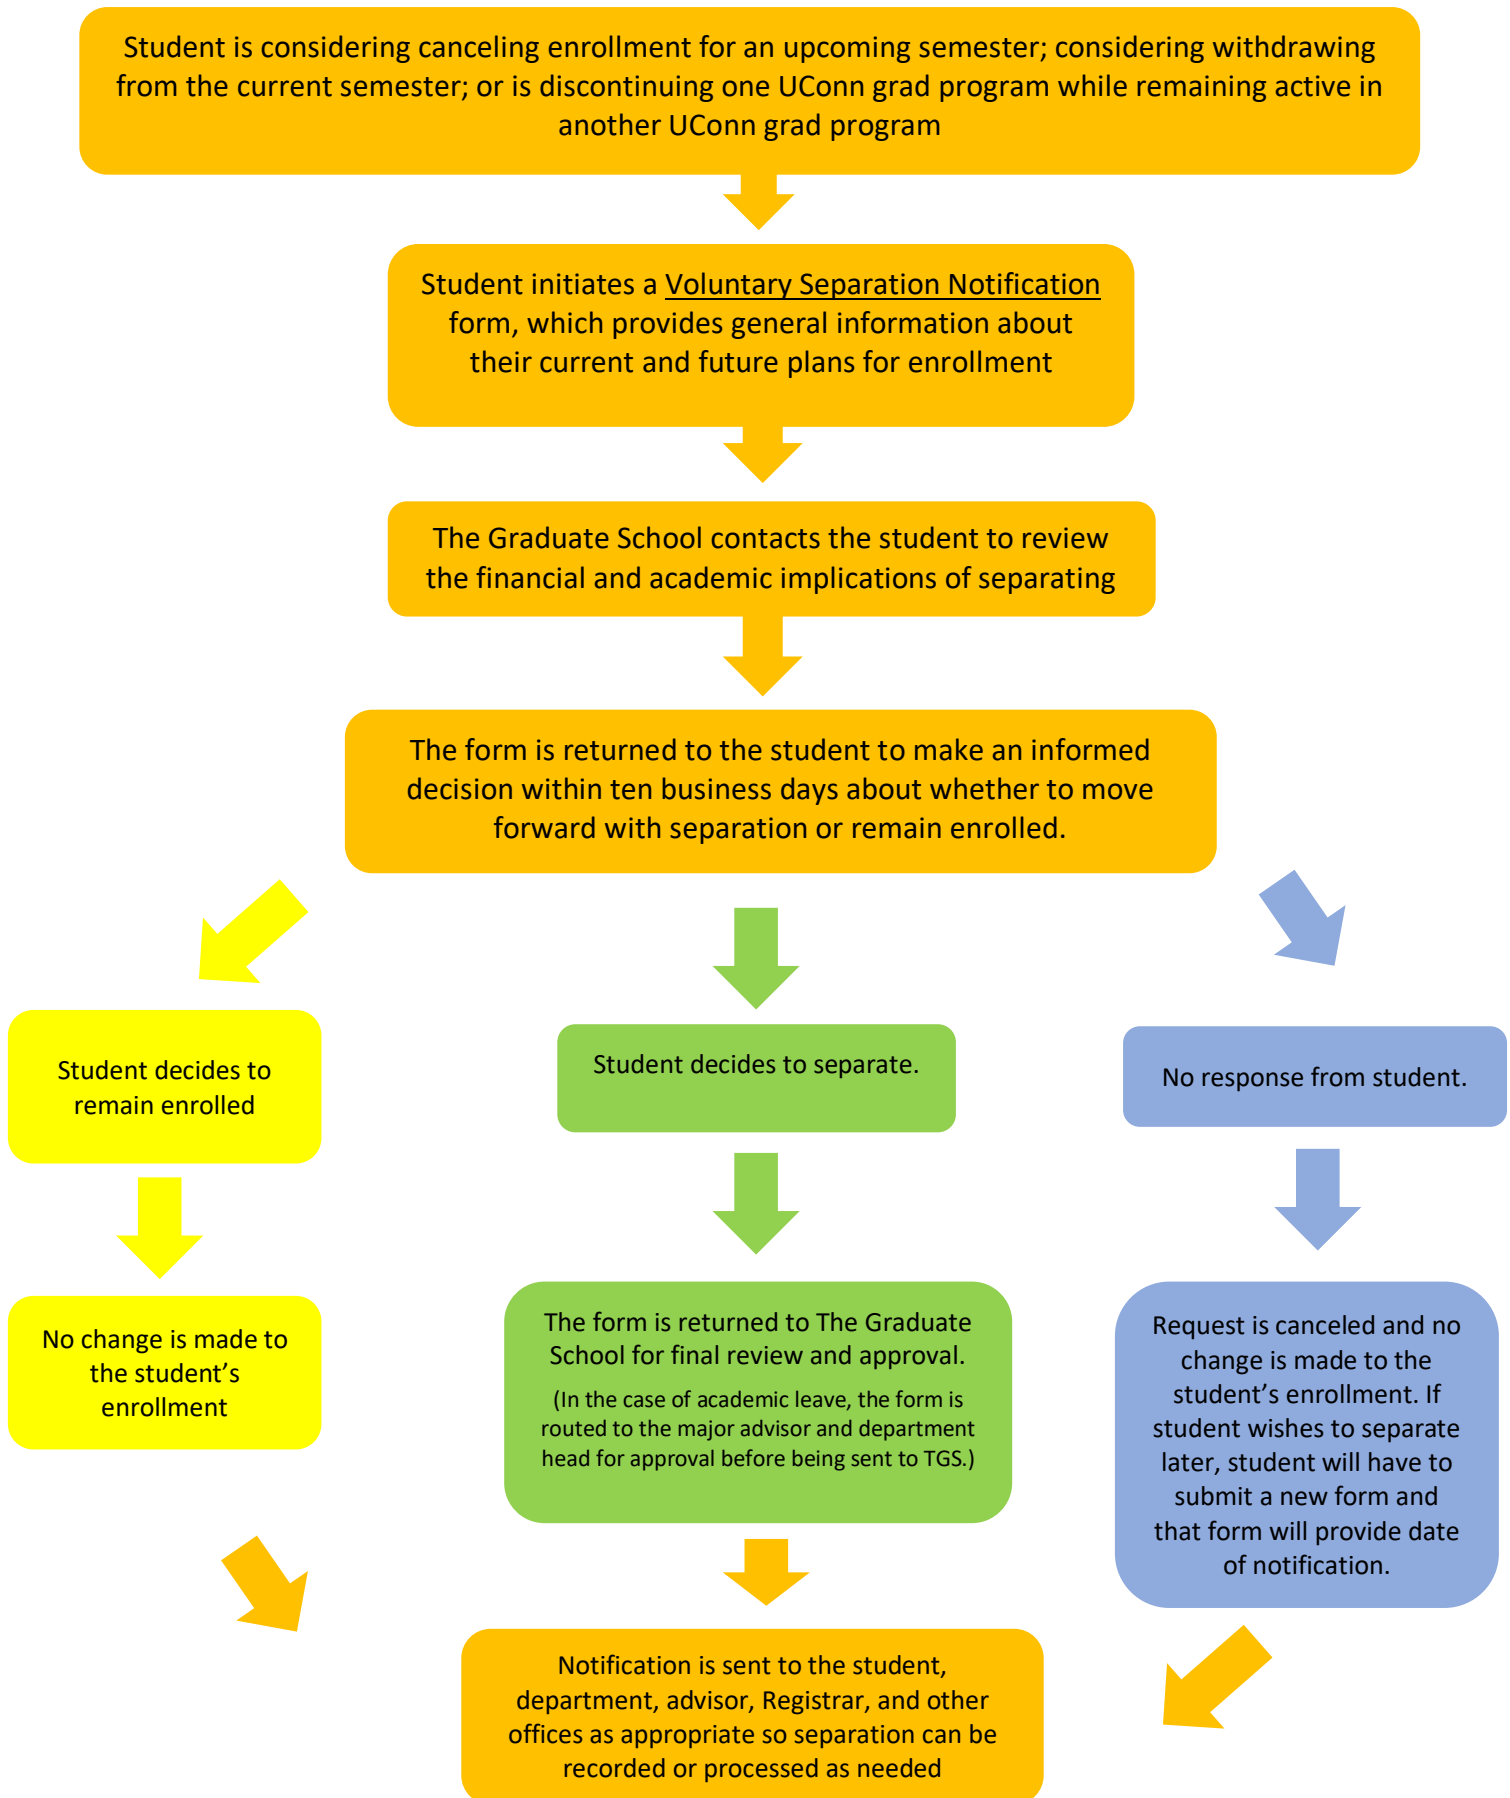 Student is considering canceling enrollment for an upcoming semester; considering withdrawing
from the current semester; or is discontinuing one UConn grad program while remaining active in
another UConn grad program
Student initiates a Voluntary Separation Notification
form, which provides general information about
their current and future plans for enrollment
The Graduate School contacts the student to review
the financial and academic implications of separating
The form is returned to the student to make an informed
decision within ten business days about whether to move
forward with separation or remain enrolled.
Student decides to
remain enrolled
Student decides to separate.
No response from student.
No change is made to
the student’s
enrollment
The form is returned to The Graduate
School for final review and approval.
(In the case of academic leave, the form is
routed to the major advisor and department
head for approval before being sent to TGS.)
Request is canceled and no
change is made to the
student’s enrollment. If
student wishes to separate
later, student will have to
submit a new form and
that form will provide date
of notification.
Notification is sent to the student,
department, advisor, Registrar, and other
offices as appropriate so separation can be
recorded or processed as needed